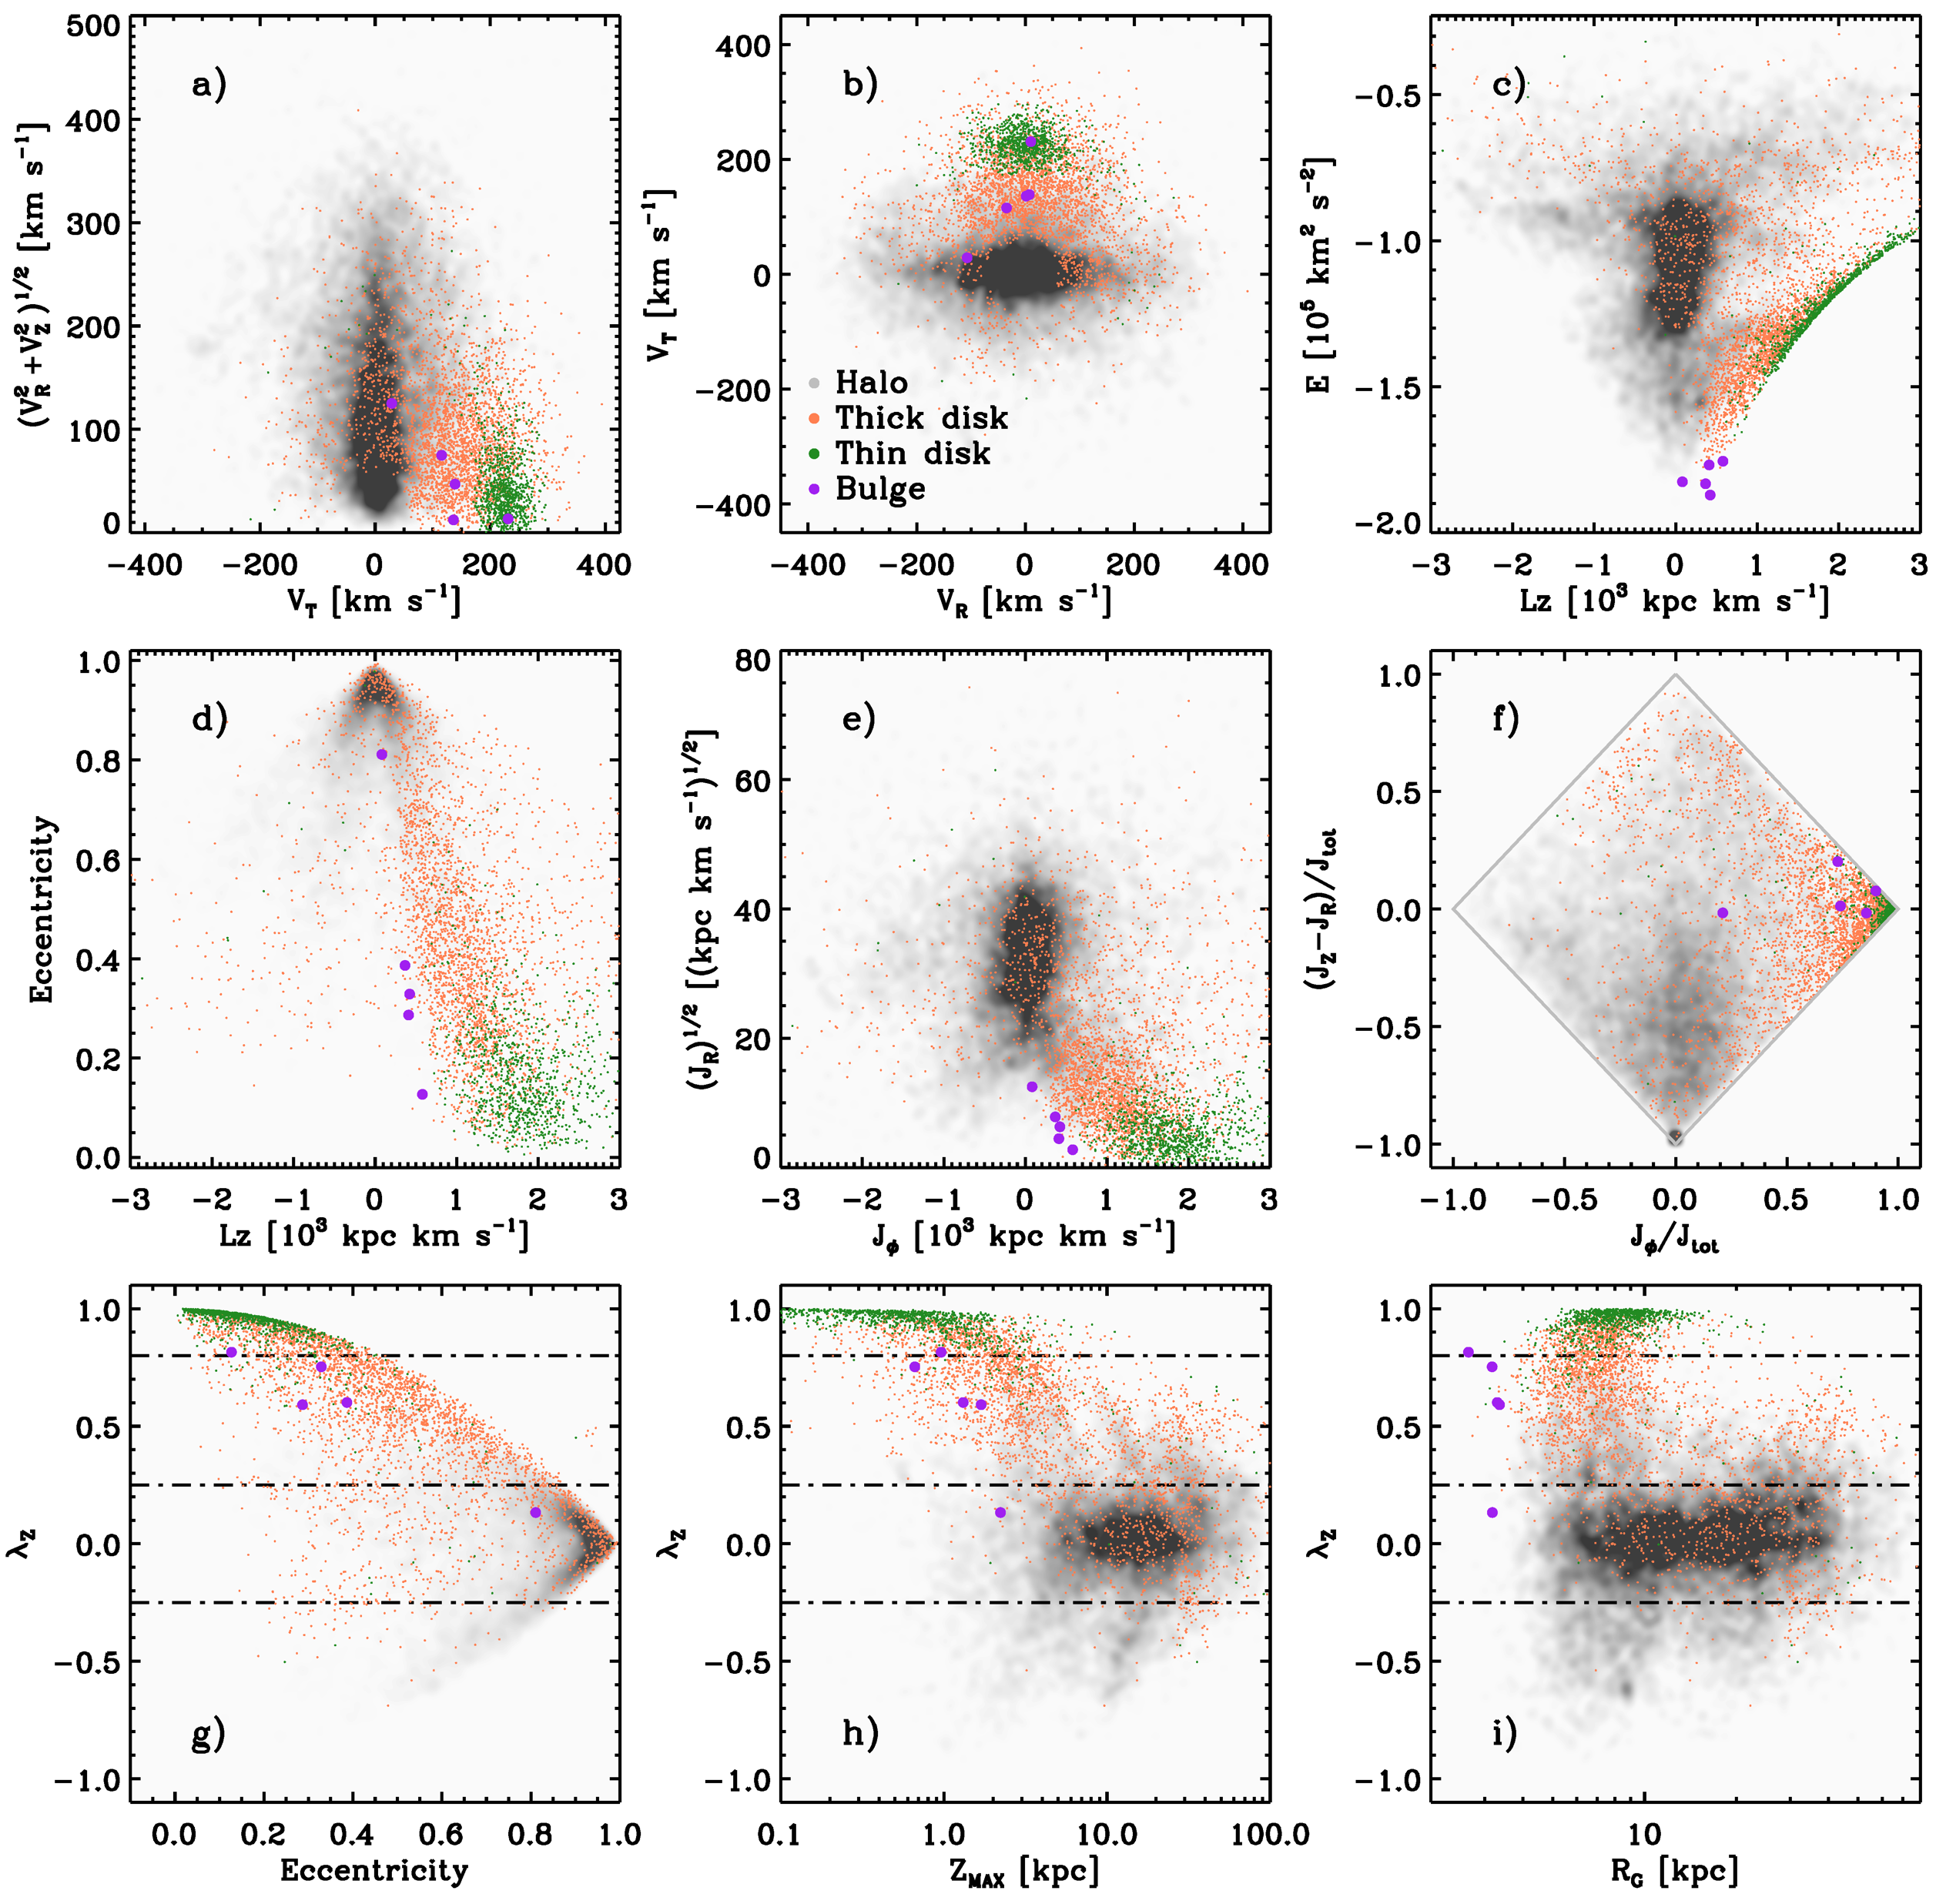 a)
500
400
300
200
100
0
(V_R^2+V_Z^2)^{1/2} [km s^{-1}]
-400 -200 0 200 400
V_T [km s^{-1}]
b)
400
200
0
-200
-400
V_T [km s^{-1}]
Halo
Thick disk
Thin disk
Bulge
-400 -200 0 200 400
V_R [km s^{-1}]
c)
-0.5
-1.0
-1.5
-2.0
E [10^5 km^2 s^{-2}]
-3 -2 -1 0 1 2 3
Lz [10^3 kpc km s^{-1}]
d)
1.0
0.8
0.6
0.4
0.2
0.0
Eccentricity
-3 -2 -1 0 1 2 3
Lz [10^3 kpc km s^{-1}]
e)
80
60
40
20
0
(J_R)^{1/2} [(kpc km s^{-1})^{1/2}]
-3 -2 -1 0 1 2 3
J_ϕ [10^3 kpc km s^{-1}]
f)
1.0
0.5
0.0
-0.5
-1.0
(J_Z-J_R)/J_tot
-1.0 -0.5 0.0 0.5 1.0
J_ϕ/J_tot
g)
1.0
0.5
0.0
-0.5
-1.0
λ_Z
0.0 0.2 0.4 0.6 0.8 1.0
Eccentricity
h)
1.0
0.5
0.0
-0.5
-1.0
λ_Z
0.1 1.0 10.0 100.0
Z_MAX [kpc]
i)
1.0
0.5
0.0
-0.5
-1.0
λ_Z
10
R_G [kpc]